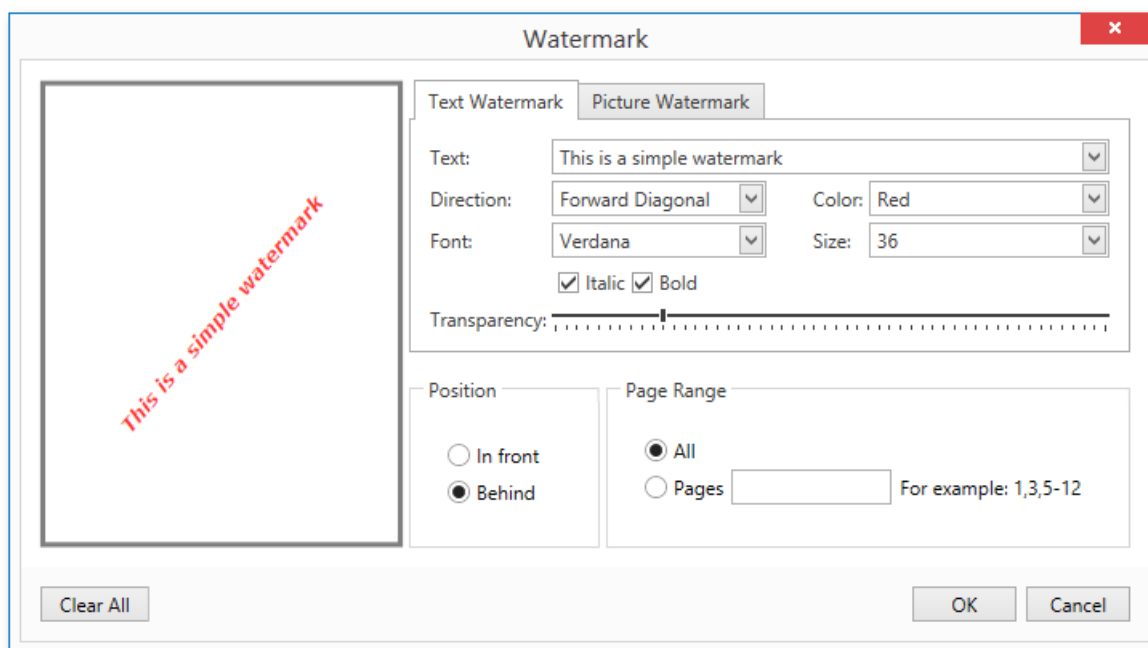 Watermark
This is a simple watermark
Text Watermark Picture Watermark
Text: This is a simple watermark
Direction: Forward Diagonal Color: Red
Font: Verdana Size: 36
Italic Bold
Transparency:
Position
In front
Behind
Page Range
All
Pages For example: 1,3,5-12
Clear All OK Cancel